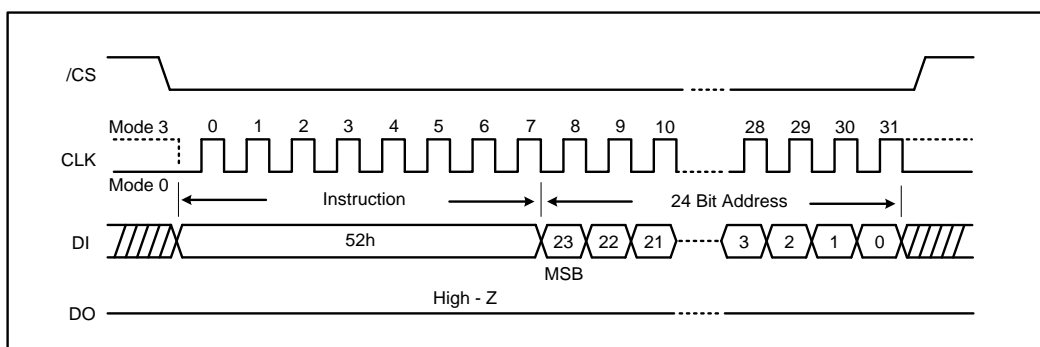 /CS
Mode 3
0 1 2 3 4 5 6 7 8 9 10 28 29 30 31
CLK
Mode 0
Instruction 24 Bit Address
DI 52h 23 22 21 3 2 1 0
MSB
High - Z
DO